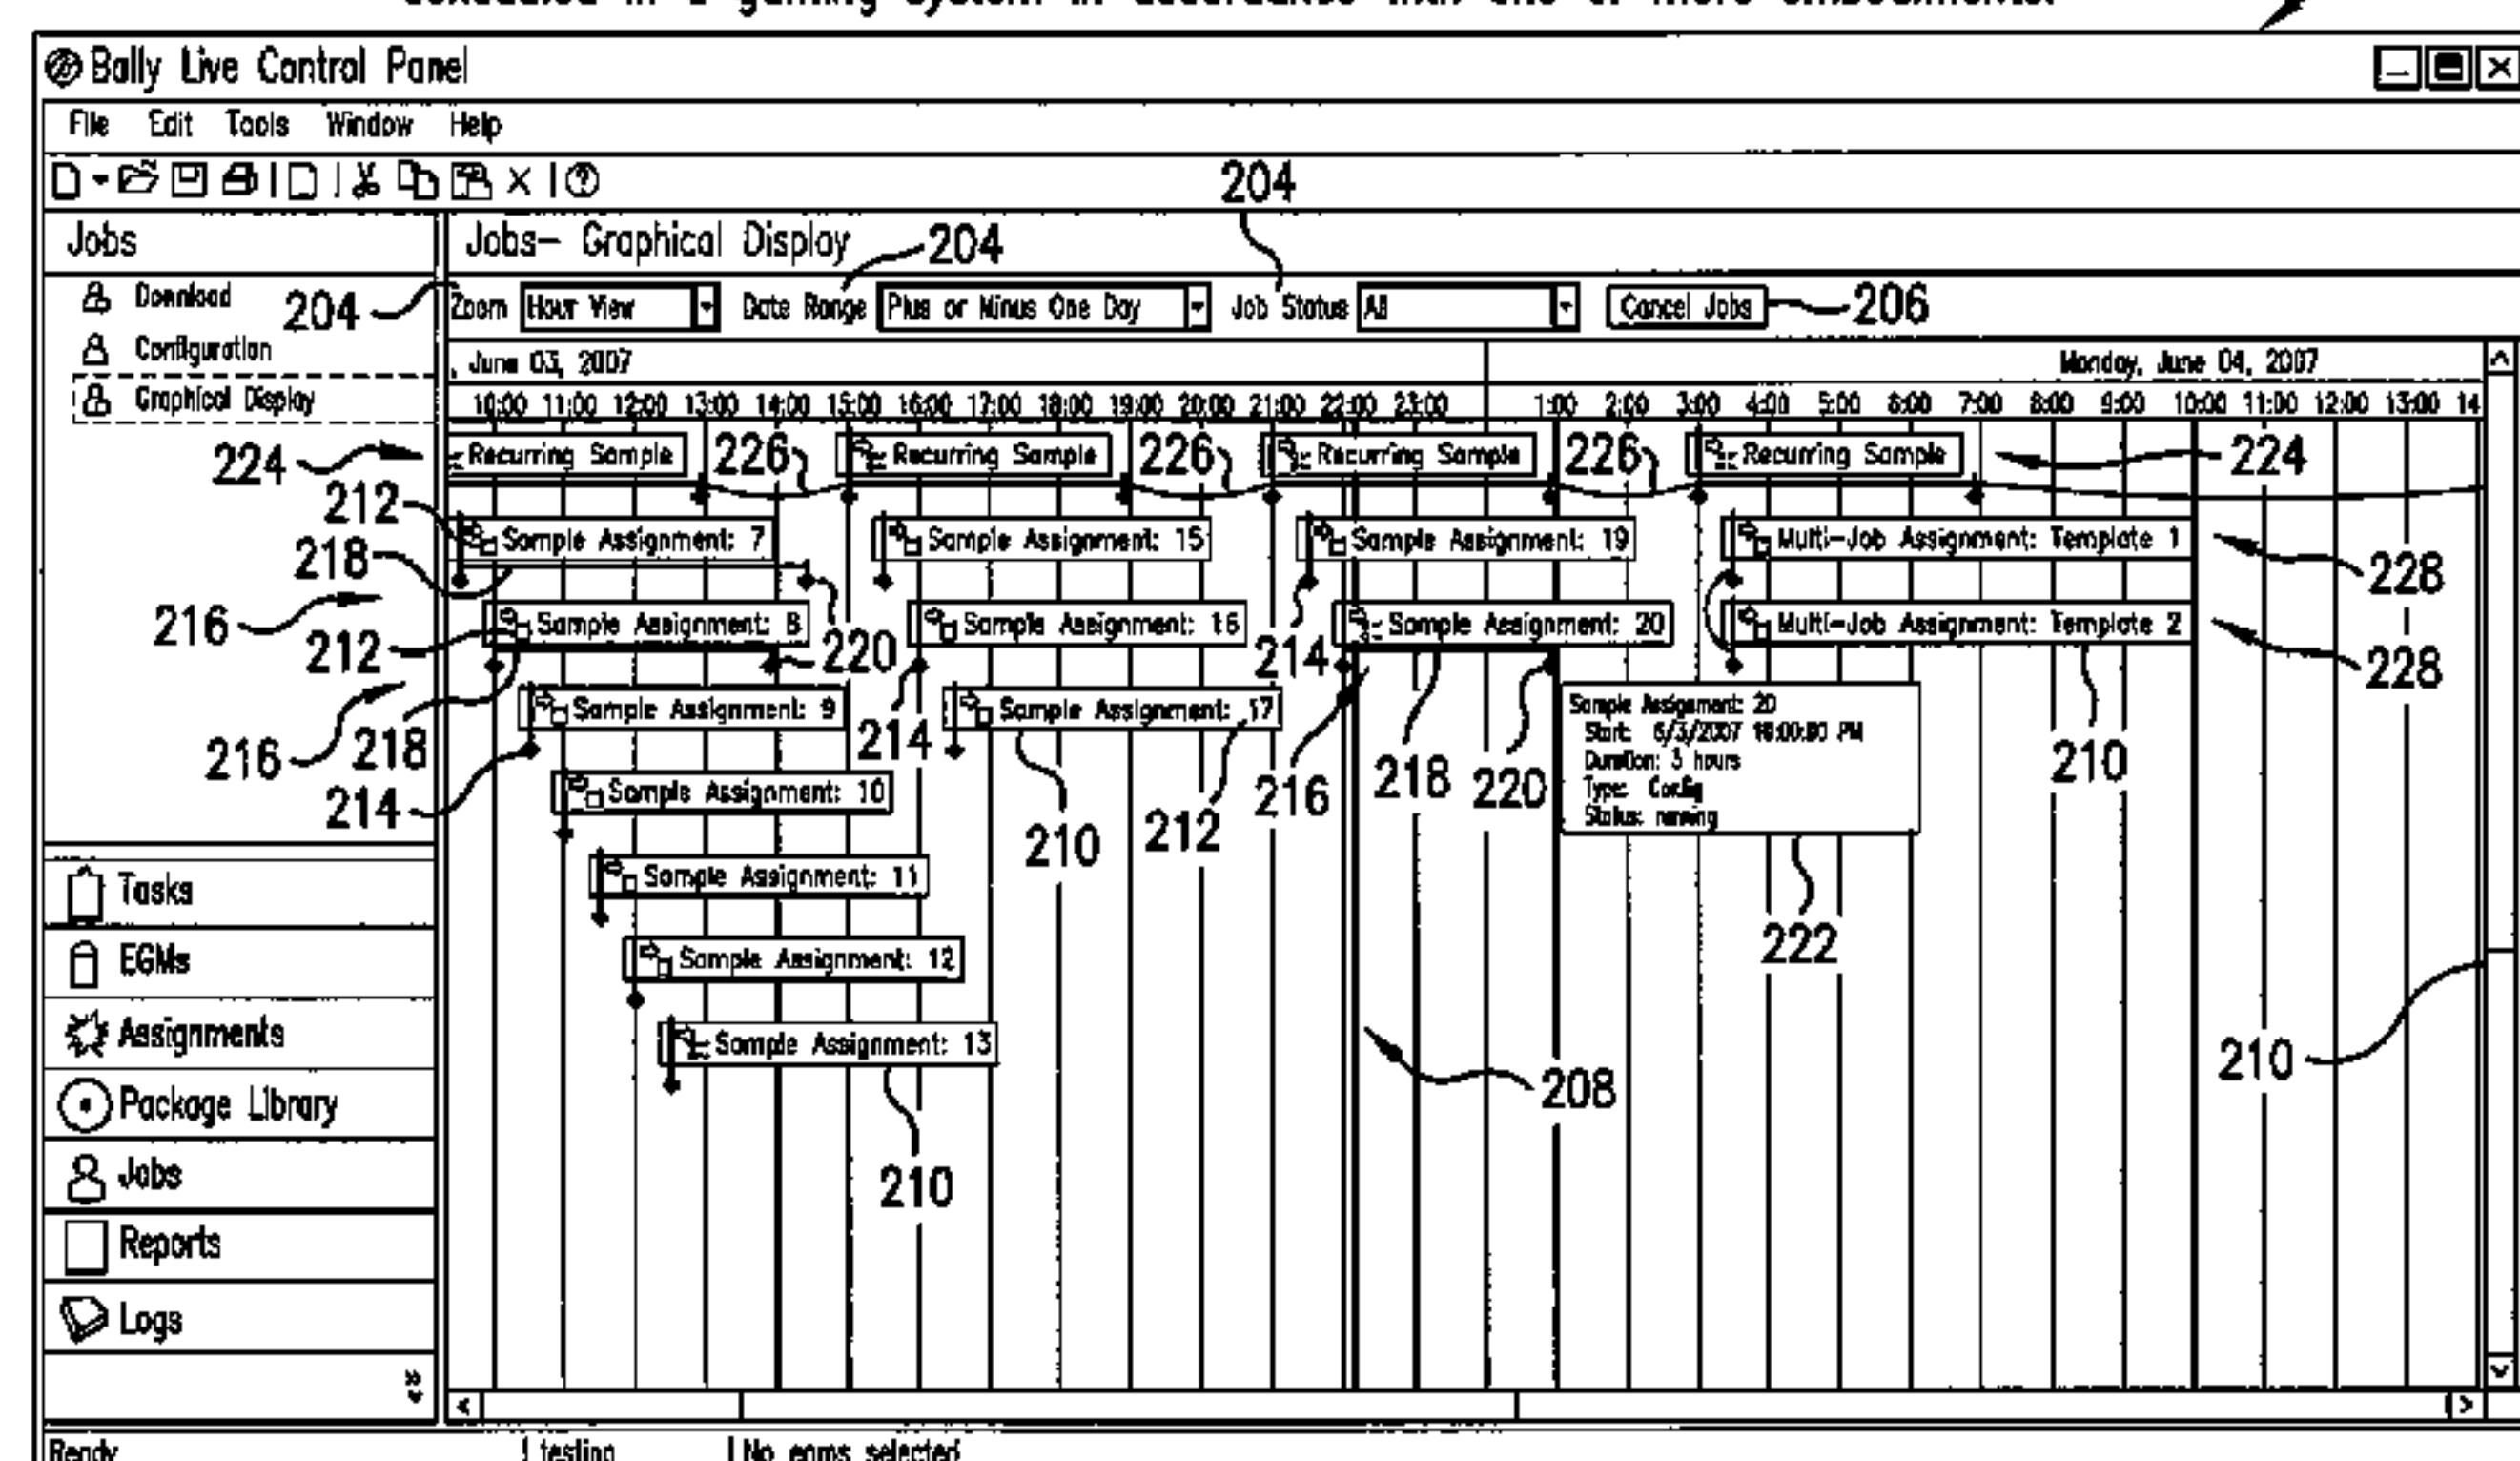 Bally Live Control Panel
File Edit Tools Window Help
204
Jobs
Jobs- Graphical Display
204
Download
204
Zoom Hour View Date Range Plus or Minus One Day Job Status All Cancel Jobs
206
Configuration
Graphical Display
, June 03, 2007
Monday, June 04, 2007
10:00 11:00 12:00 13:00 14:00 15:00 16:00 17:00 18:00 19:00 20:00 21:00 22:00 23:00 1:00 2:00 3:00 4:00 5:00 6:00 7:00 8:00 9:00 10:00 11:00 12:00 13:00 14
224 Recurring Sample 226 Recurring Sample 226 Recurring Sample 226 Recurring Sample 224
212
Sample Assignment: 7 Sample Assignment: 15 Sample Assignment: 19 Multi-Job Assignment: Template 1
218
228
216
Sample Assignment: 8 Sample Assignment: 16 Sample Assignment: 20 Multi-Job Assignment: Template 2
212 220 214
228
Sample Assignment: 9 Sample Assignment: 17
216 218 214
Sample Assignment: 20
Start: 6/3/2007 10:00:00 PM
Duration: 3 hours
Type: Config
Status: running
210
214
Sample Assignment: 10
216 218 220
210 212
Sample Assignment: 11
222
Sample Assignment: 12
Sample Assignment: 13
208
210
210
Tasks
EGMs
Assignments
Package Library
Jobs
Reports
Logs
Ready testing No egms selected